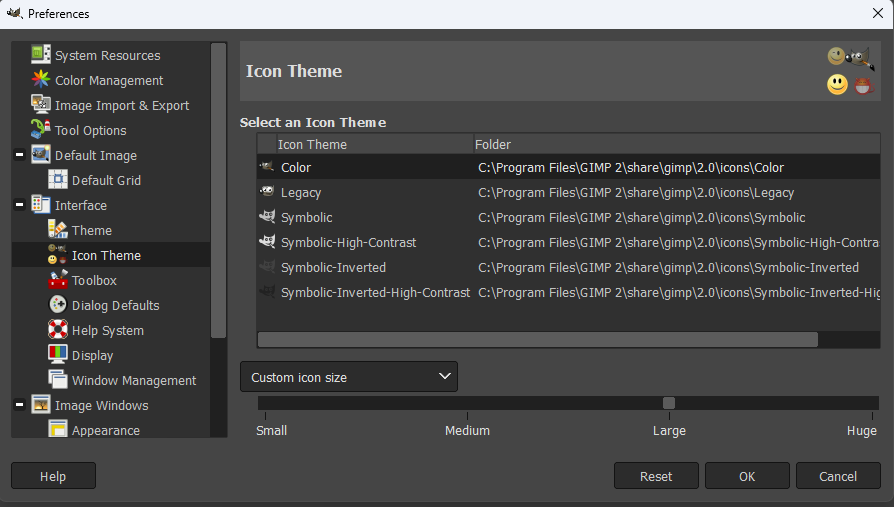 Preferences
System Resources
Color Management
Image Import & Export
Tool Options
Default Image
Default Grid
Interface
Theme
Icon Theme
Toolbox
Dialog Defaults
Help System
Display
Window Management
Image Windows
Appearance
Icon Theme
Select an Icon Theme
Icon Theme Folder
Color C:\Program Files\GIMP 2\share\gimp\2.0\icons\Color
Legacy C:\Program Files\GIMP 2\share\gimp\2.0\icons\Legacy
Symbolic C:\Program Files\GIMP 2\share\gimp\2.0\icons\Symbolic
Symbolic-High-Contrast C:\Program Files\GIMP 2\share\gimp\2.0\icons\Symbolic-High-Contra
Symbolic-Inverted C:\Program Files\GIMP 2\share\gimp\2.0\icons\Symbolic-Inverted
Symbolic-Inverted-High-Contrast C:\Program Files\GIMP 2\share\gimp\2.0\icons\Symbolic-Inverted-Hig
Custom icon size
Small Medium Large Huge
Help Reset OK Cancel